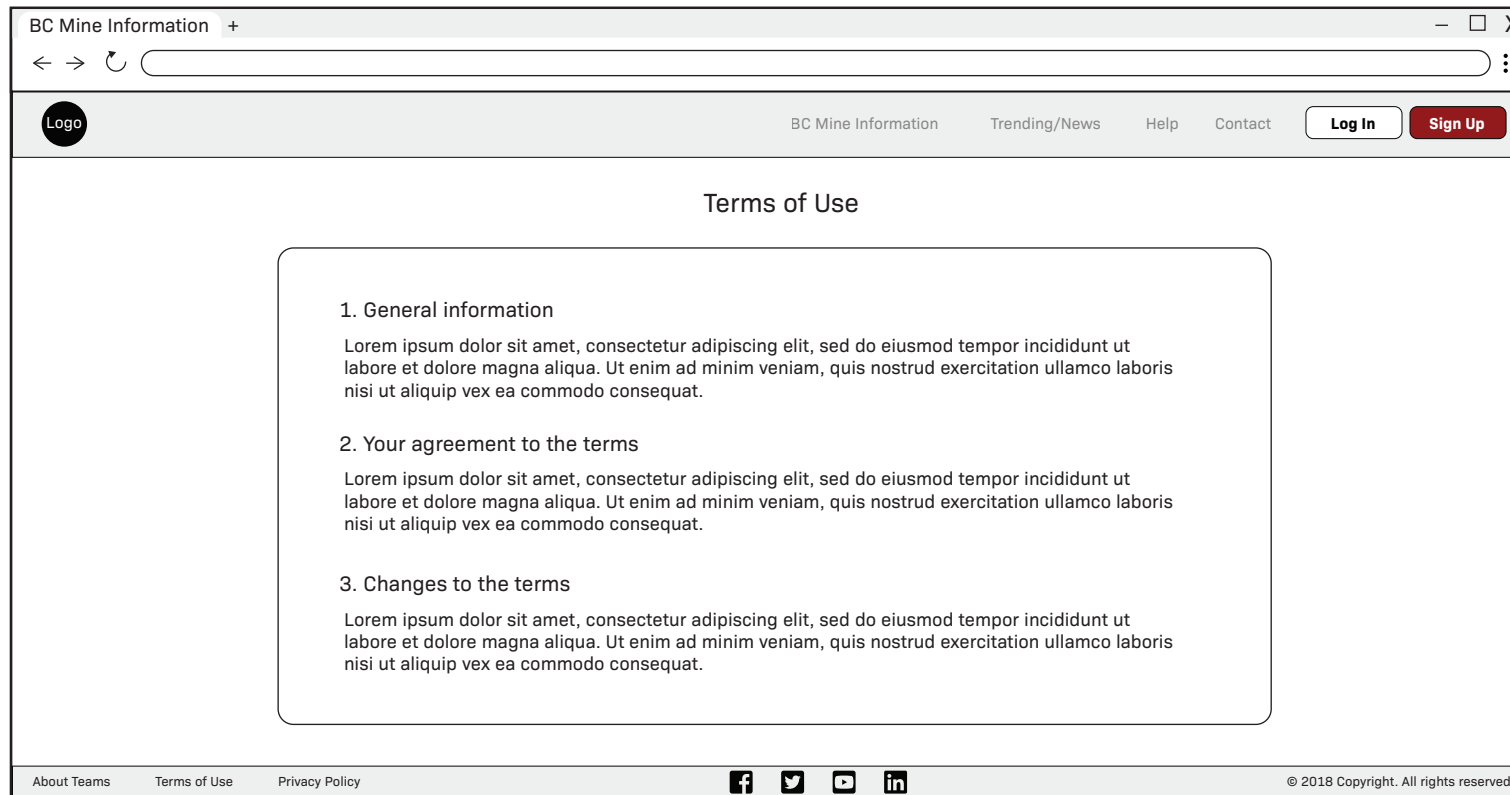 BC Mine Information +
Logo BC Mine Information Trending/News Help Contact Log In Sign Up
Terms of Use
1. General information
Lorem ipsum dolor sit amet, consectetur adipiscing elit, sed do eiusmod tempor incididunt ut
labore et dolore magna aliqua. Ut enim ad minim veniam, quis nostrud exercitation ullamco laboris
nisi ut aliquip vex ea commodo consequat.
2. Your agreement to the terms
Lorem ipsum dolor sit amet, consectetur adipiscing elit, sed do eiusmod tempor incididunt ut
labore et dolore magna aliqua. Ut enim ad minim veniam, quis nostrud exercitation ullamco laboris
nisi ut aliquip vex ea commodo consequat.
3. Changes to the terms
Lorem ipsum dolor sit amet, consectetur adipiscing elit, sed do eiusmod tempor incididunt ut
labore et dolore magna aliqua. Ut enim ad minim veniam, quis nostrud exercitation ullamco laboris
nisi ut aliquip vex ea commodo consequat.
About Teams Terms of Use Privacy Policy © 2018 Copyright. All rights reserved